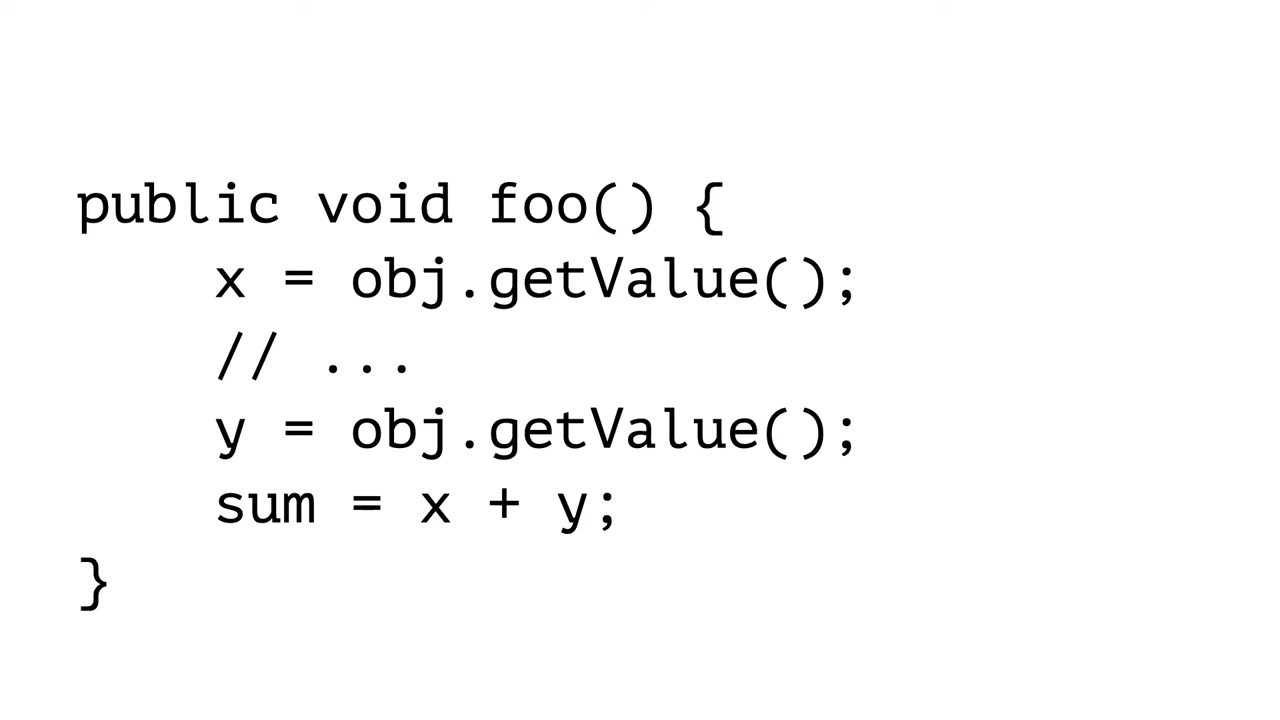 public void foo() {
    x = obj.getValue();
    // ...
    y = obj.getValue();
    sum = x + y;
}